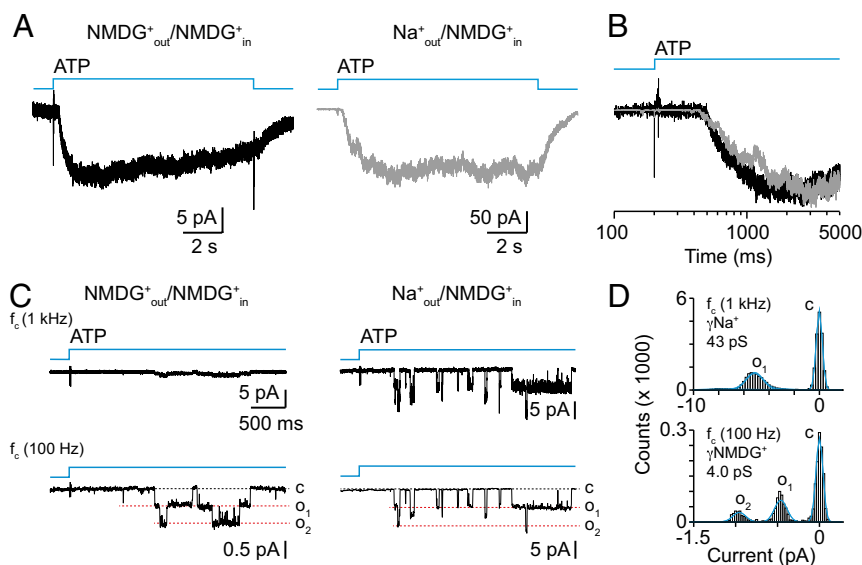 A
NMDG⁺out/NMDG⁺in
ATP
5 pA
2 s
Na⁺out/NMDG⁺in
ATP
50 pA
2 s
B
ATP
100
1000
5000
Time (ms)
C
NMDG⁺out/NMDG⁺in
fc (1 kHz)
ATP
5 pA
500 ms
Na⁺out/NMDG⁺in
ATP
5 pA
fc (100 Hz)
0.5 pA
c
o1
o2
5 pA
c
o1
o2
D
Counts (x 1000)
6
0
fc (1 kHz)
γNa⁺
43 pS
o1
c
-10
0
0.3
0
fc (100 Hz)
γNMDG⁺
4.0 pS
o2
o1
c
-1.5
0
Current (pA)